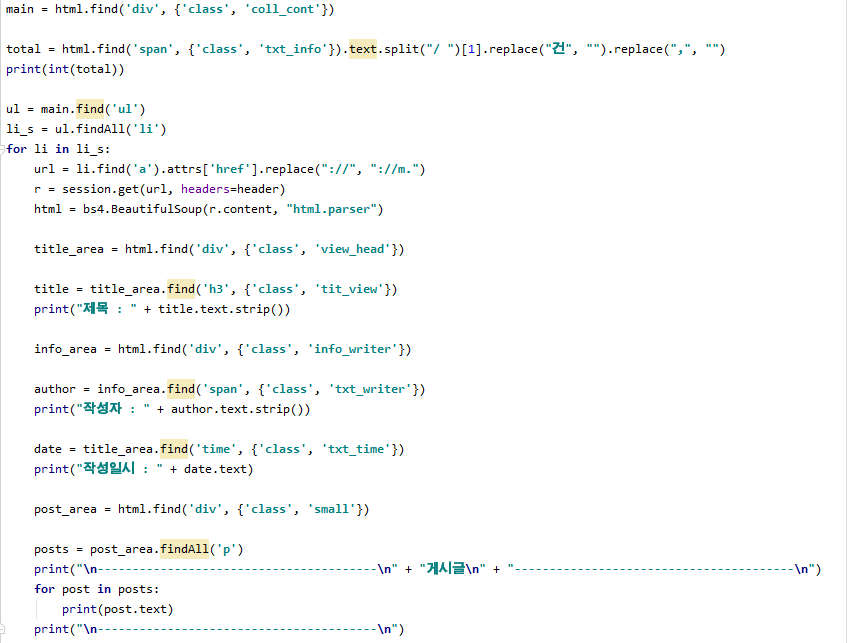 main = html.find('div', {'class', 'coll_cont'})
total = html.find('span', {'class', 'txt_info'}).text.split("/ ")[1].replace("건", "").replace(",", "")
print(int(total))
ul = main.find('ul')
li_s = ul.findAll('li')
for li in li_s:
    url = li.find('a').attrs['href'].replace("://", "://m.")
    r = session.get(url, headers=header)
    html = bs4.BeautifulSoup(r.content, "html.parser")
    title_area = html.find('div', {'class', 'view_head'})
    title = title_area.find('h3', {'class', 'tit_view'})
    print("제목 : " + title.text.strip())
    info_area = html.find('div', {'class', 'info_writer'})
    author = info_area.find('span', {'class', 'txt_writer'})
    print("작성자 : " + author.text.strip())
    date = title_area.find('time', {'class', 'txt_time'})
    print("작성일시 : " + date.text)
    post_area = html.find('div', {'class', 'small'})
    posts = post_area.findAll('p')
    print("\n----------------------------------------\n" + "게시글\n" + "----------------------------------------\n")
    for post in posts:
        print(post.text)
    print("\n----------------------------------------\n")